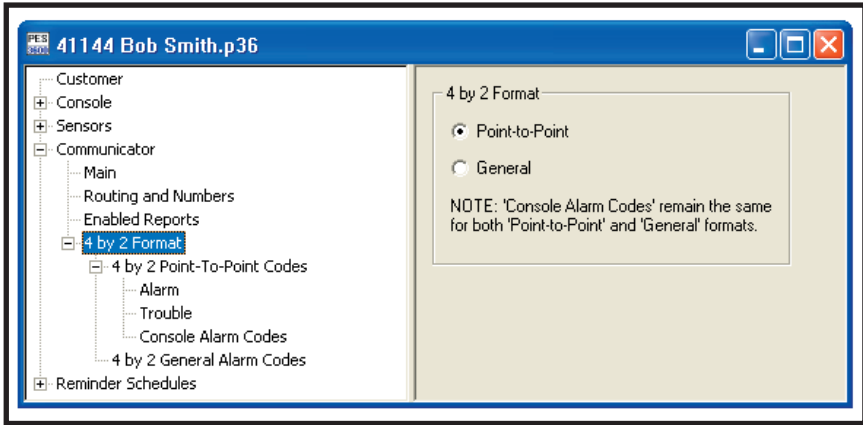 PES
3600
41144 Bob Smith.p36
Customer
Console
Sensors
Communicator
Main
Routing and Numbers
Enabled Reports
4 by 2 Format
4 by 2 Point-To-Point Codes
Alarm
Trouble
Console Alarm Codes
4 by 2 General Alarm Codes
Reminder Schedules
4 by 2 Format
Point-to-Point
General
NOTE: 'Console Alarm Codes' remain the same
for both 'Point-to-Point' and 'General' formats.